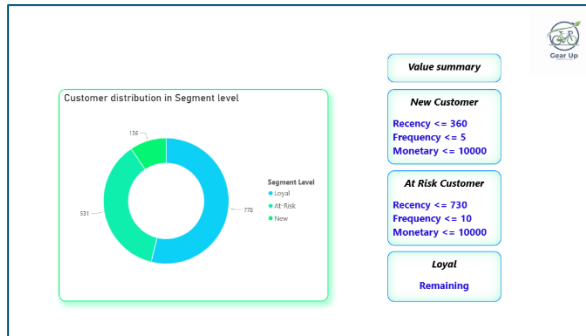 Gear Up
Value summary
Customer distribution in Segment level
136
531
Segment Level
Loyal
At-Risk
New
New Customer
Recency <= 360
Frequency <= 5
Monetary <= 10000
At Risk Customer
Recency <= 730
Frequency <= 10
Monetary <= 10000
Loyal
Remaining